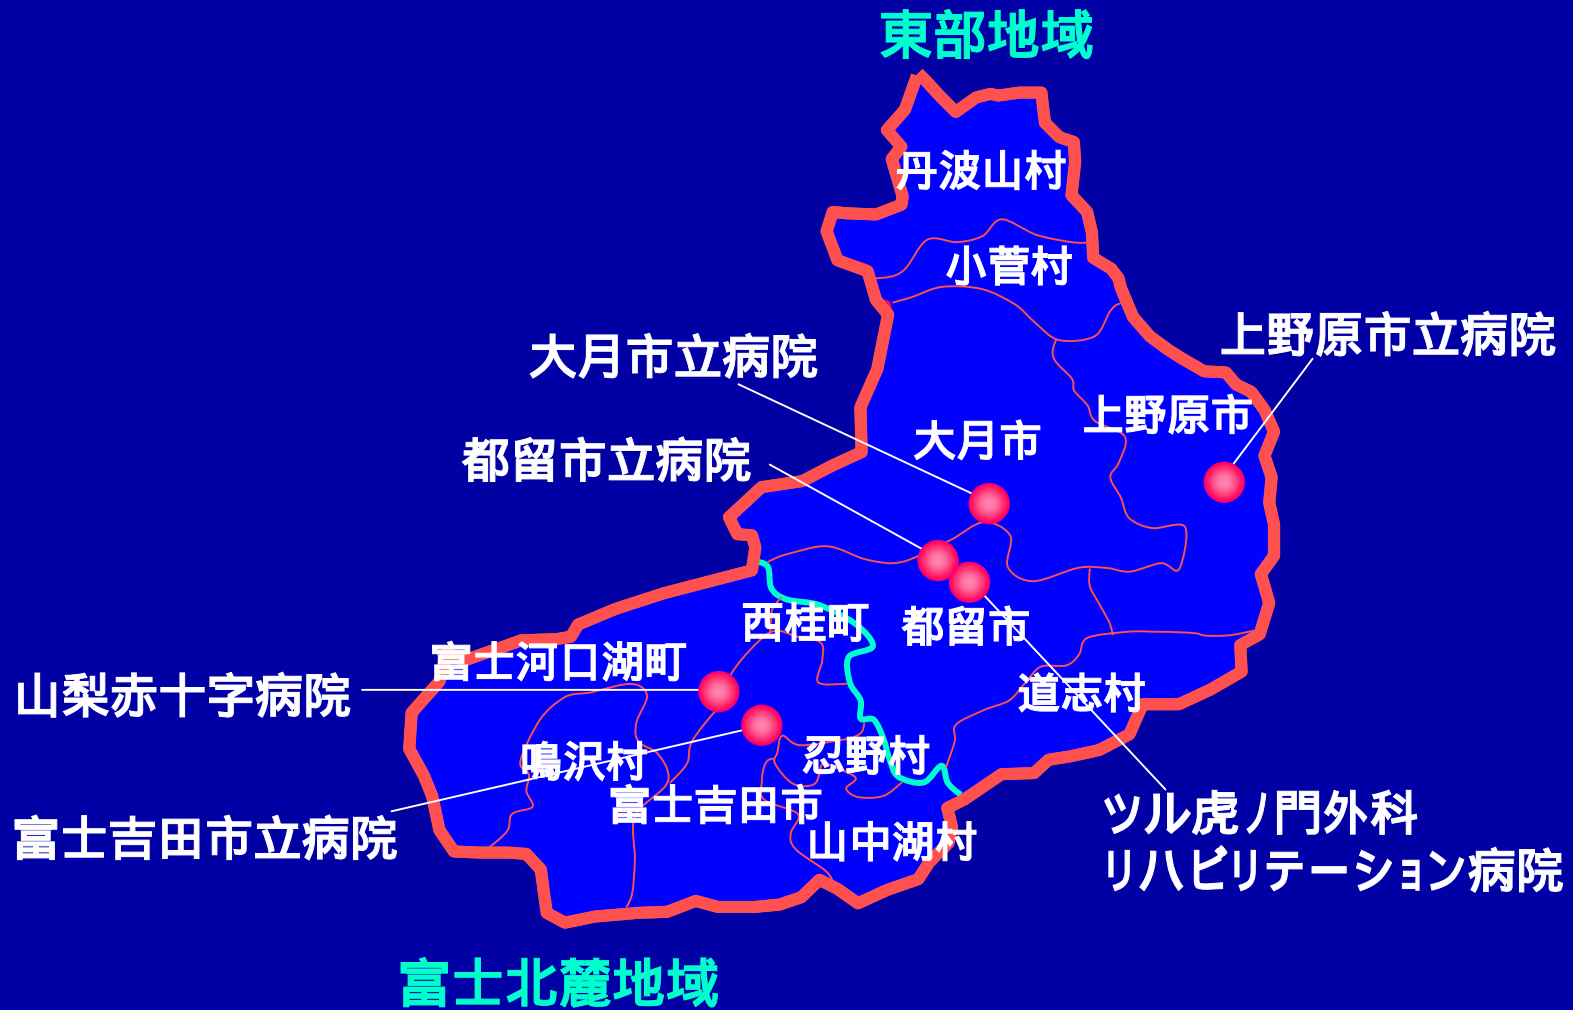 東部地域
丹波山村
小菅村
上野原市立病院
大月市立病院
上野原市
大月市
都留市立病院
西桂町
都留市
富士河口湖町
山梨赤十字病院
道志村
鳴沢村
忍野村
富士吉田市
富士吉田市立病院
山中湖村
ツル虎ノ門外科
リハビリテーション病院
富士北麓地域